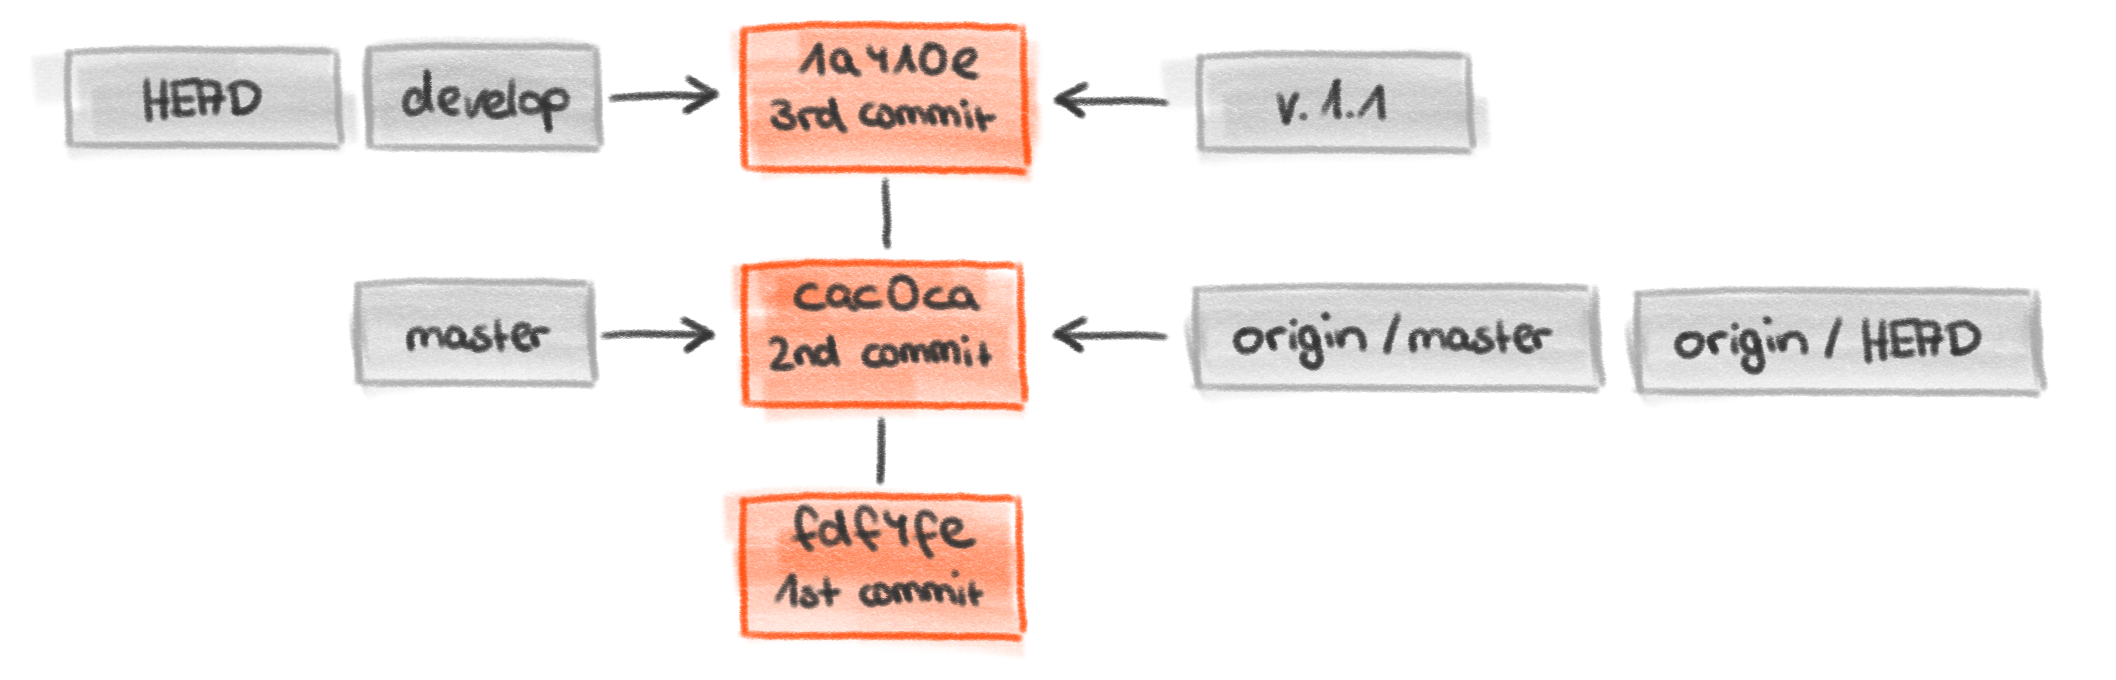 HEAD
develop
1a410e
3rd commit
v.1.1
master
cac0ca
2nd commit
origin/master
origin/HEAD
fdf4fe
1st commit